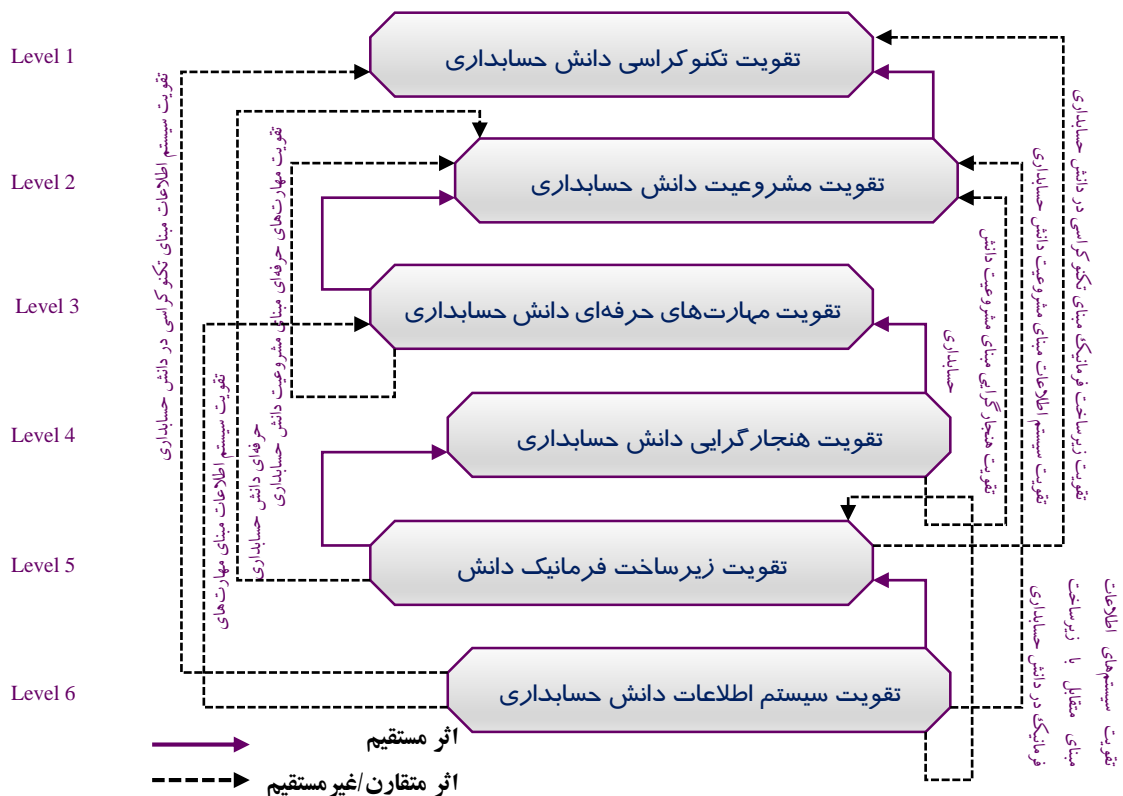 Level 1
تقویت تکنوکراسی دانش حسابداری
Level 2
تقویت مشروعیت دانش حسابداری
Level 3
تقویت مهارت‌های حرفه‌ای دانش حسابداری
Level 4
تقویت هنجارگرایی دانش حسابداری
Level 5
تقویت زیرساخت فرمانیک دانش
Level 6
تقویت سیستم اطلاعات دانش حسابداری
تقویت سیستم اطلاعات مبنای تکنوکراسی در دانش حسابداری
تقویت سیستم اطلاعات مبنای مهارت‌های
حرفه‌ای دانش حسابداری
تقویت مهارت‌های حرفه‌ای مبنای مشروعیت دانش حسابداری
تقویت هنجارگرایی مبنای مشروعیت دانش
حسابداری
تقویت سیستم اطلاعات مبنای مشروعیت دانش حسابداری
تقویت زیرساخت فرمانیک مبنای تکنوکراسی در دانش حسابداری
تقویت سیستم‌های اطلاعات
مبنای متقابل با زیرساخت
فرمانیک در دانش حسابداری
اثر مستقیم
اثر متقارن/غیرمستقیم